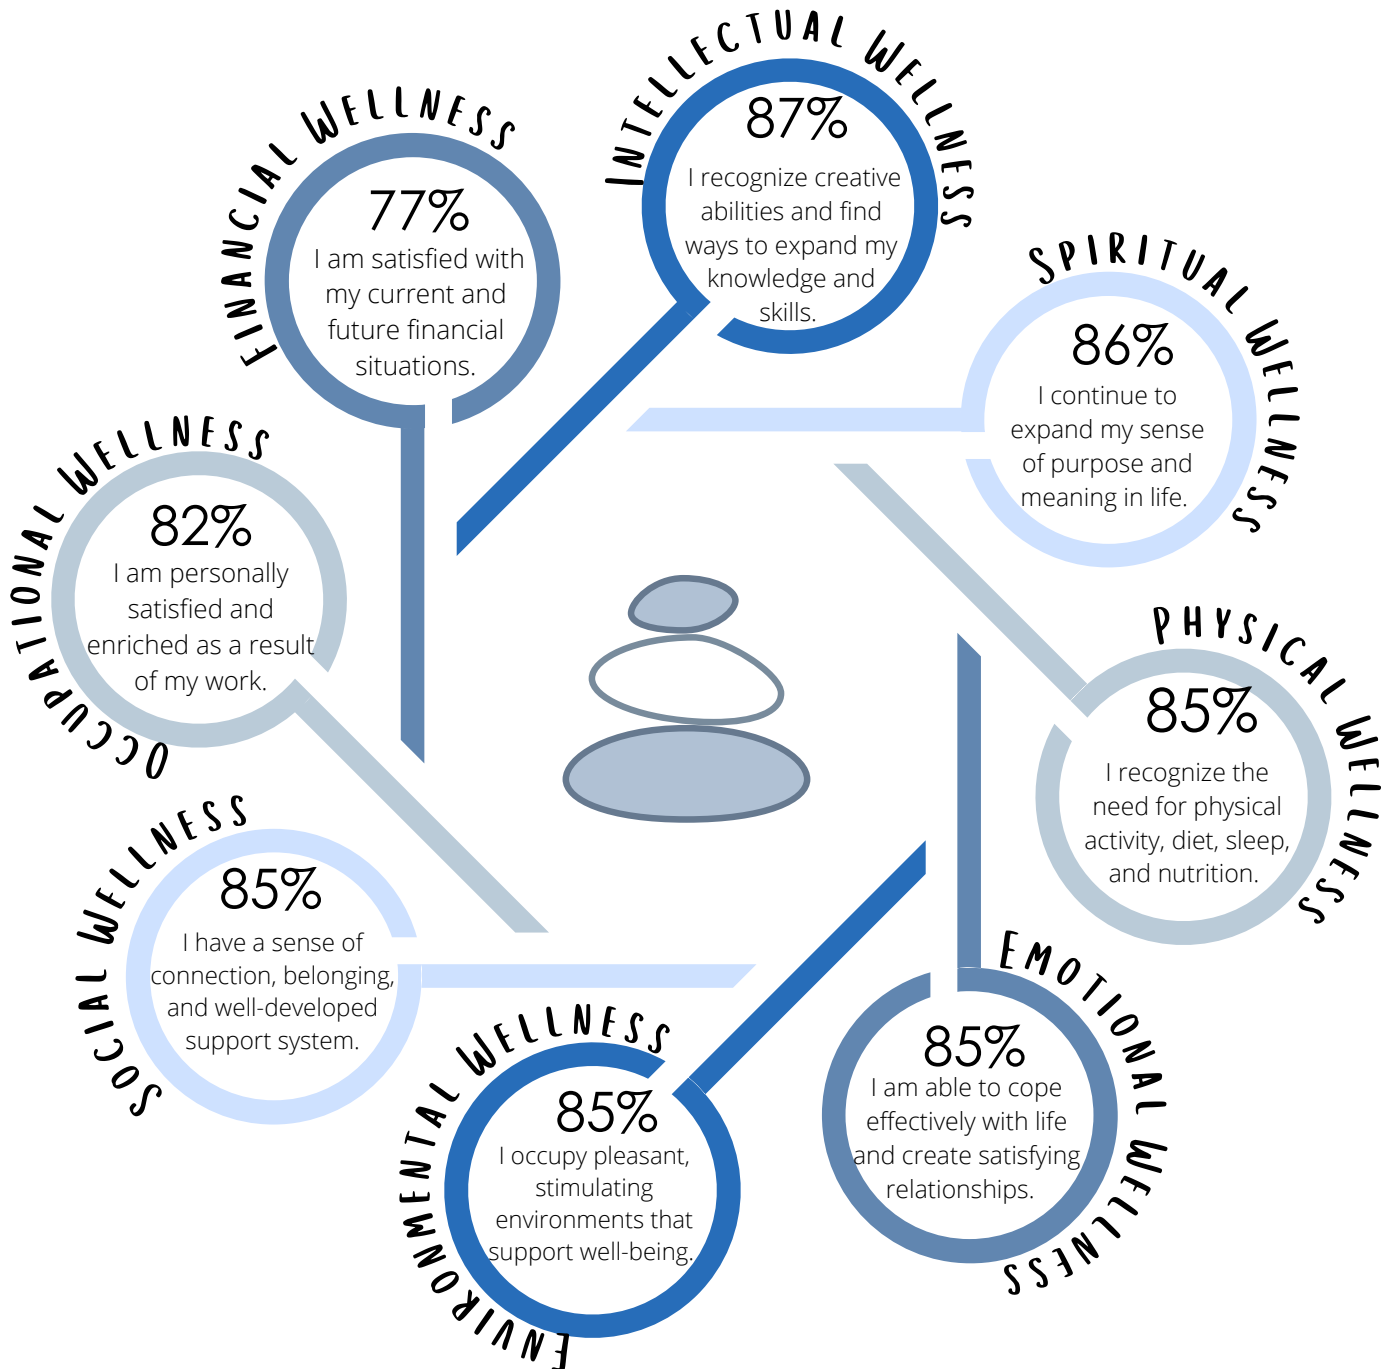 INTELLECTUAL WELLNESS
87%
I recognize creative
abilities and find
ways to expand my
knowledge and
skills.
FINANCIAL WELLNESS
77%
I am satisfied with
my current and
future financial
situations.
SPIRITUAL WELLNESS
86%
I continue to
expand my sense
of purpose and
meaning in life.
OCCUPATIONAL WELLNESS
82%
I am personally
satisfied and
enriched as a result
of my work.
PHYSICAL WELLNESS
85%
I recognize the
need for physical
activity, diet, sleep,
and nutrition.
SOCIAL WELLNESS
85%
I have a sense of
connection, belonging,
and well-developed
support system.
EMOTIONAL WELLNESS
85%
I am able to cope
effectively with life
and create satisfying
relationships.
ENVIRONMENTAL WELLNESS
85%
I occupy pleasant,
stimulating
environments that
support well-being.